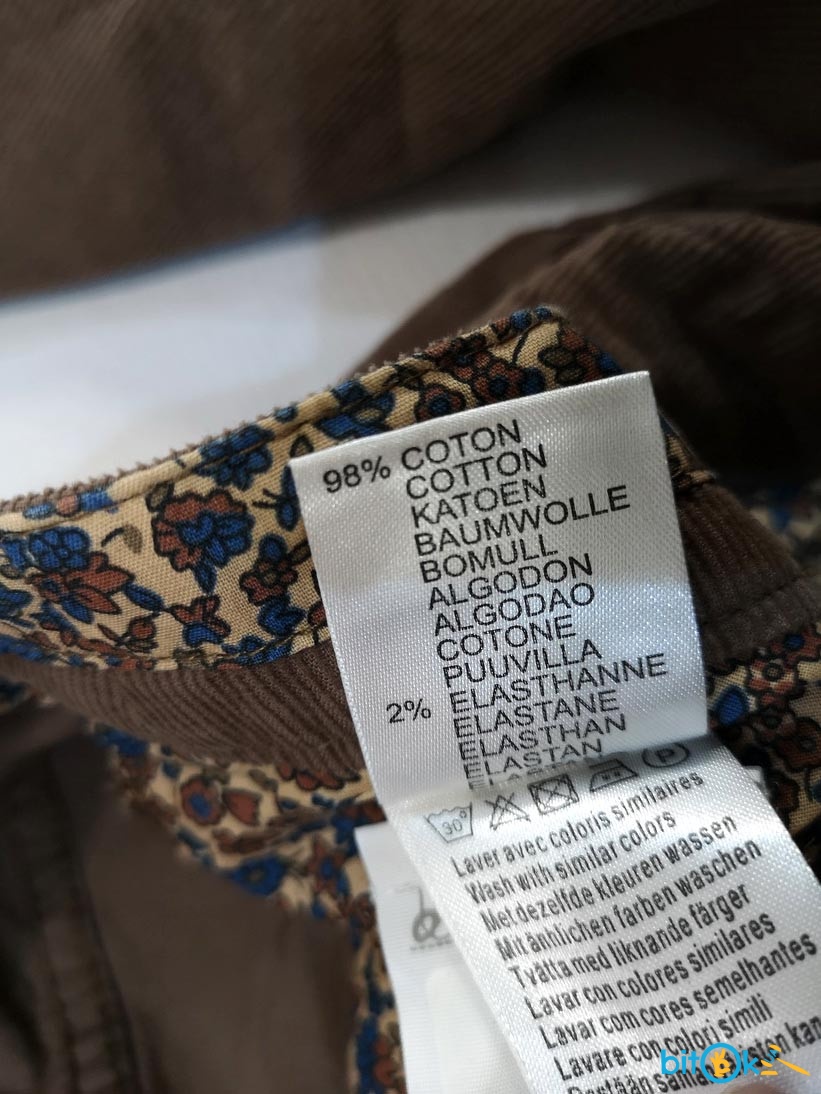 98% COTON
COTTON
KATOEN
BAUMWOLLE
BOMULL
ALGODON
ALGODAO
COTONE
PUUVILLA
2% ELASTHANNE
ELASTANE
ELASTHAN
ELASTAN
30° P
Laver avec coloris similaires
Wash with similar colors
Met dezelfde kleuren wassen
Mit ännlichen farben waschen
Tvätta med liknande färger
Lavar con colores similares
Lavar com cores semelhantes
Lavare con colori simili
bitOk